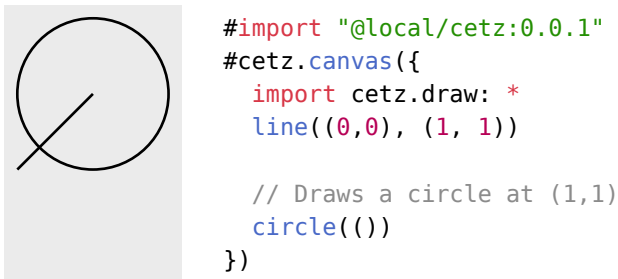 #import "@local/cetz:0.0.1"
#cetz.canvas({
  import cetz.draw: *
  line((0,0), (1, 1))

  // Draws a circle at (1,1)
  circle(())
})